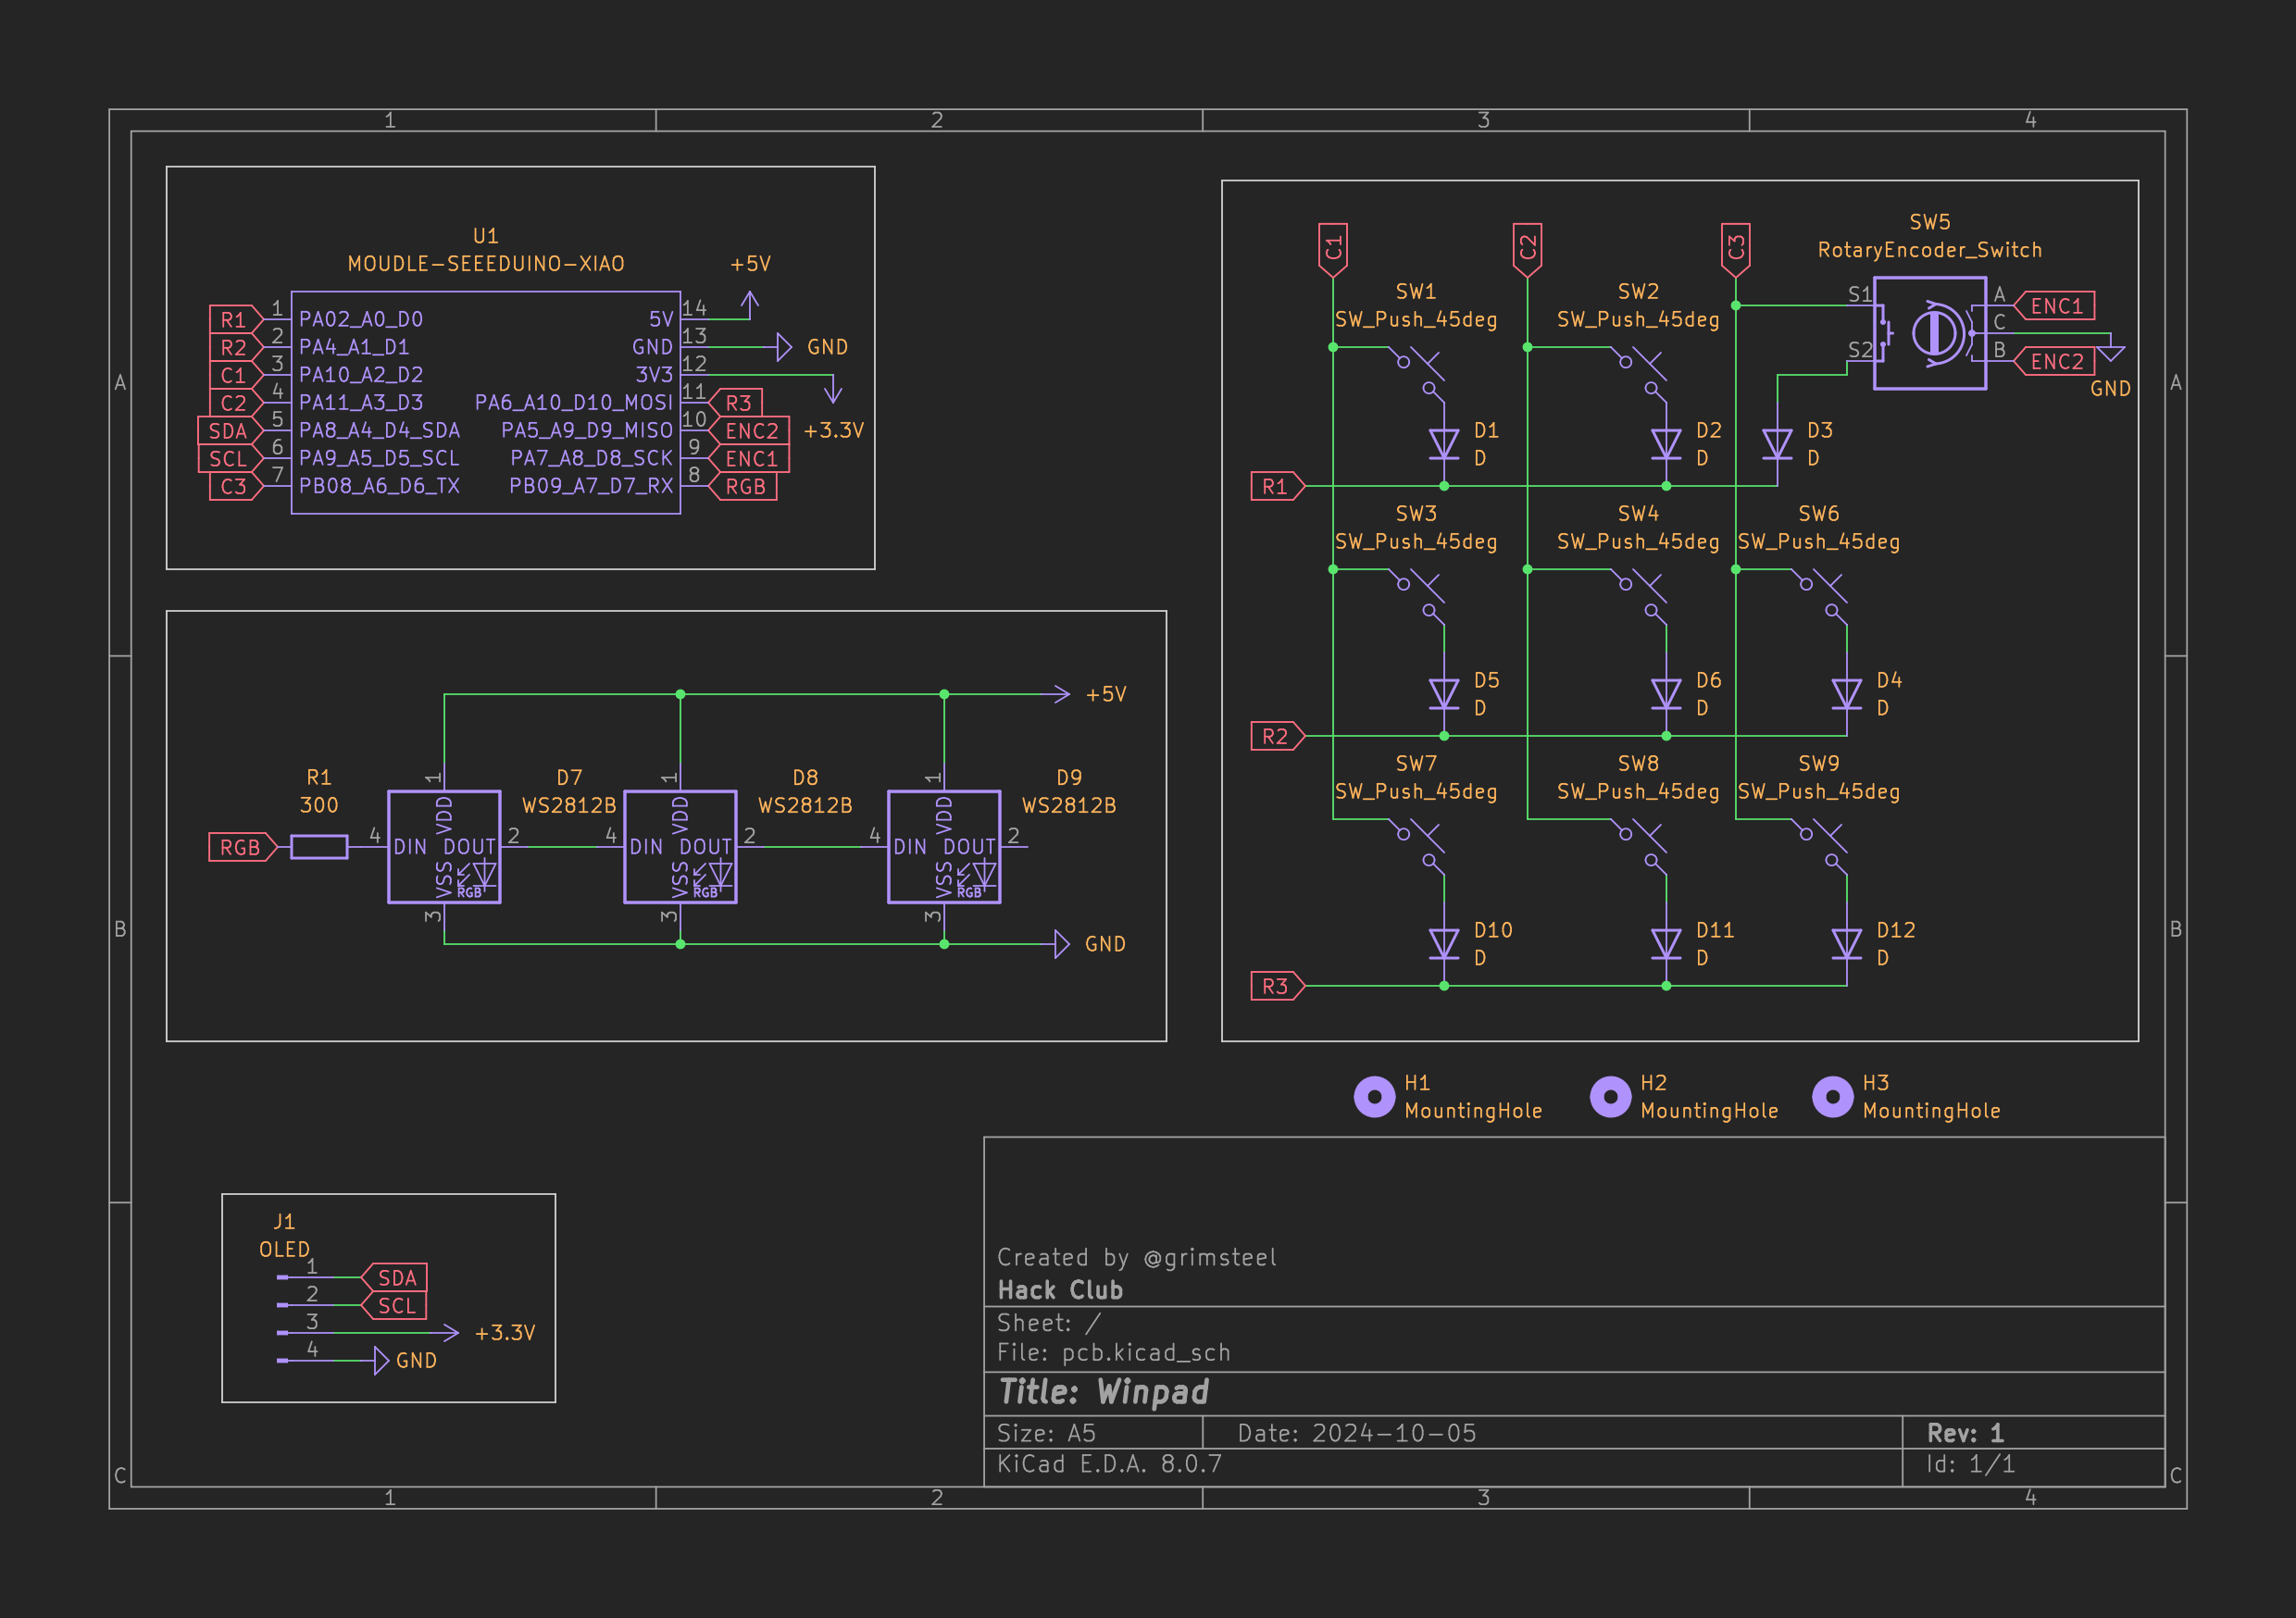 1 2 3 4
A
B
C
A
B
C
1 2 3 4
U1
MOUDLE-SEEEDUINO-XIAO
+5V
R1 1 PA02_A0_D0 5V 14
R2 2 PA4_A1_D1 GND 13 GND
C1 3 PA10_A2_D2 3V3 12
C2 4 PA11_A3_D3 PA6_A10_D10_MOSI 11 R3
SDA 5 PA8_A4_D4_SDA PA5_A9_D9_MISO 10 ENC2 +3.3V
SCL 6 PA9_A5_D5_SCL PA7_A8_D8_SCK 9 ENC1
C3 7 PB08_A6_D6_TX PB09_A7_D7_RX 8 RGB
+5V
R1 D7 D8 D9
300 WS2812B WS2812B WS2812B
1 VDD 1 VDD 1 VDD
RGB 4 DIN DOUT 2 4 DIN DOUT 2 4 DIN DOUT 2
VSS RGB VSS RGB VSS RGB
3 3 3
GND
C1 C2 C3
SW5
RotaryEncoder_Switch
SW1 SW2
SW_Push_45deg SW_Push_45deg
S1 A ENC1
C
S2 B ENC2
GND
D1 D2 D3
D D D
R1
SW3 SW4 SW6
SW_Push_45deg SW_Push_45deg SW_Push_45deg
D5 D6 D4
D D D
R2
SW7 SW8 SW9
SW_Push_45deg SW_Push_45deg SW_Push_45deg
D10 D11 D12
D D D
R3
H1 H2 H3
MountingHole MountingHole MountingHole
J1
OLED
1 SDA
2 SCL
3 +3.3V
4 GND
Created by @grimsteel
Hack Club
Sheet: /
File: pcb.kicad_sch
Title: Winpad
Size: A5 Date: 2024-10-05 Rev: 1
KiCad E.D.A. 8.0.7 Id: 1/1